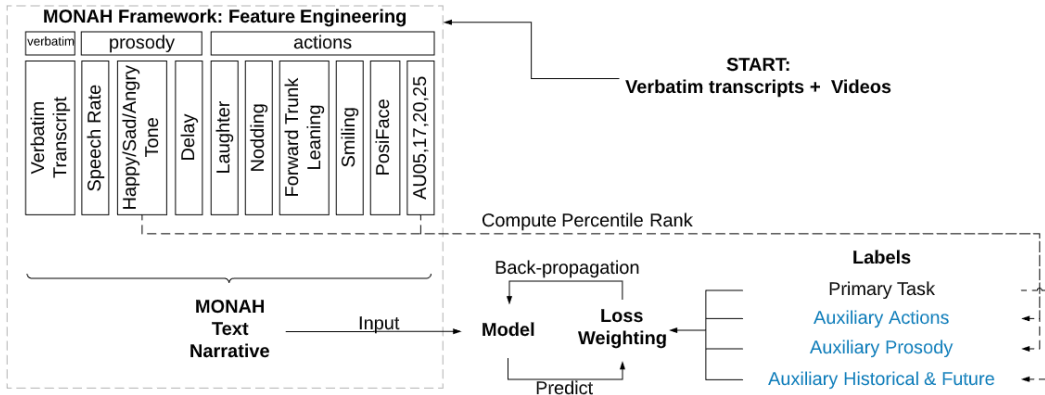 MONAH Framework: Feature Engineering
verbatim
prosody
actions
Verbatim
Transcript
Speech Rate
Happy/Sad/Angry
Tone
Delay
Laughter
Nodding
Forward Trunk
Leaning
Smiling
PosiFace
AU05,17,20,25
START:
Verbatim transcripts + Videos
Compute Percentile Rank
MONAH
Text
Narrative
Input
Back-propagation
Model
Loss
Weighting
Predict
Labels
Primary Task
Auxiliary Actions
Auxiliary Prosody
Auxiliary Historical & Future